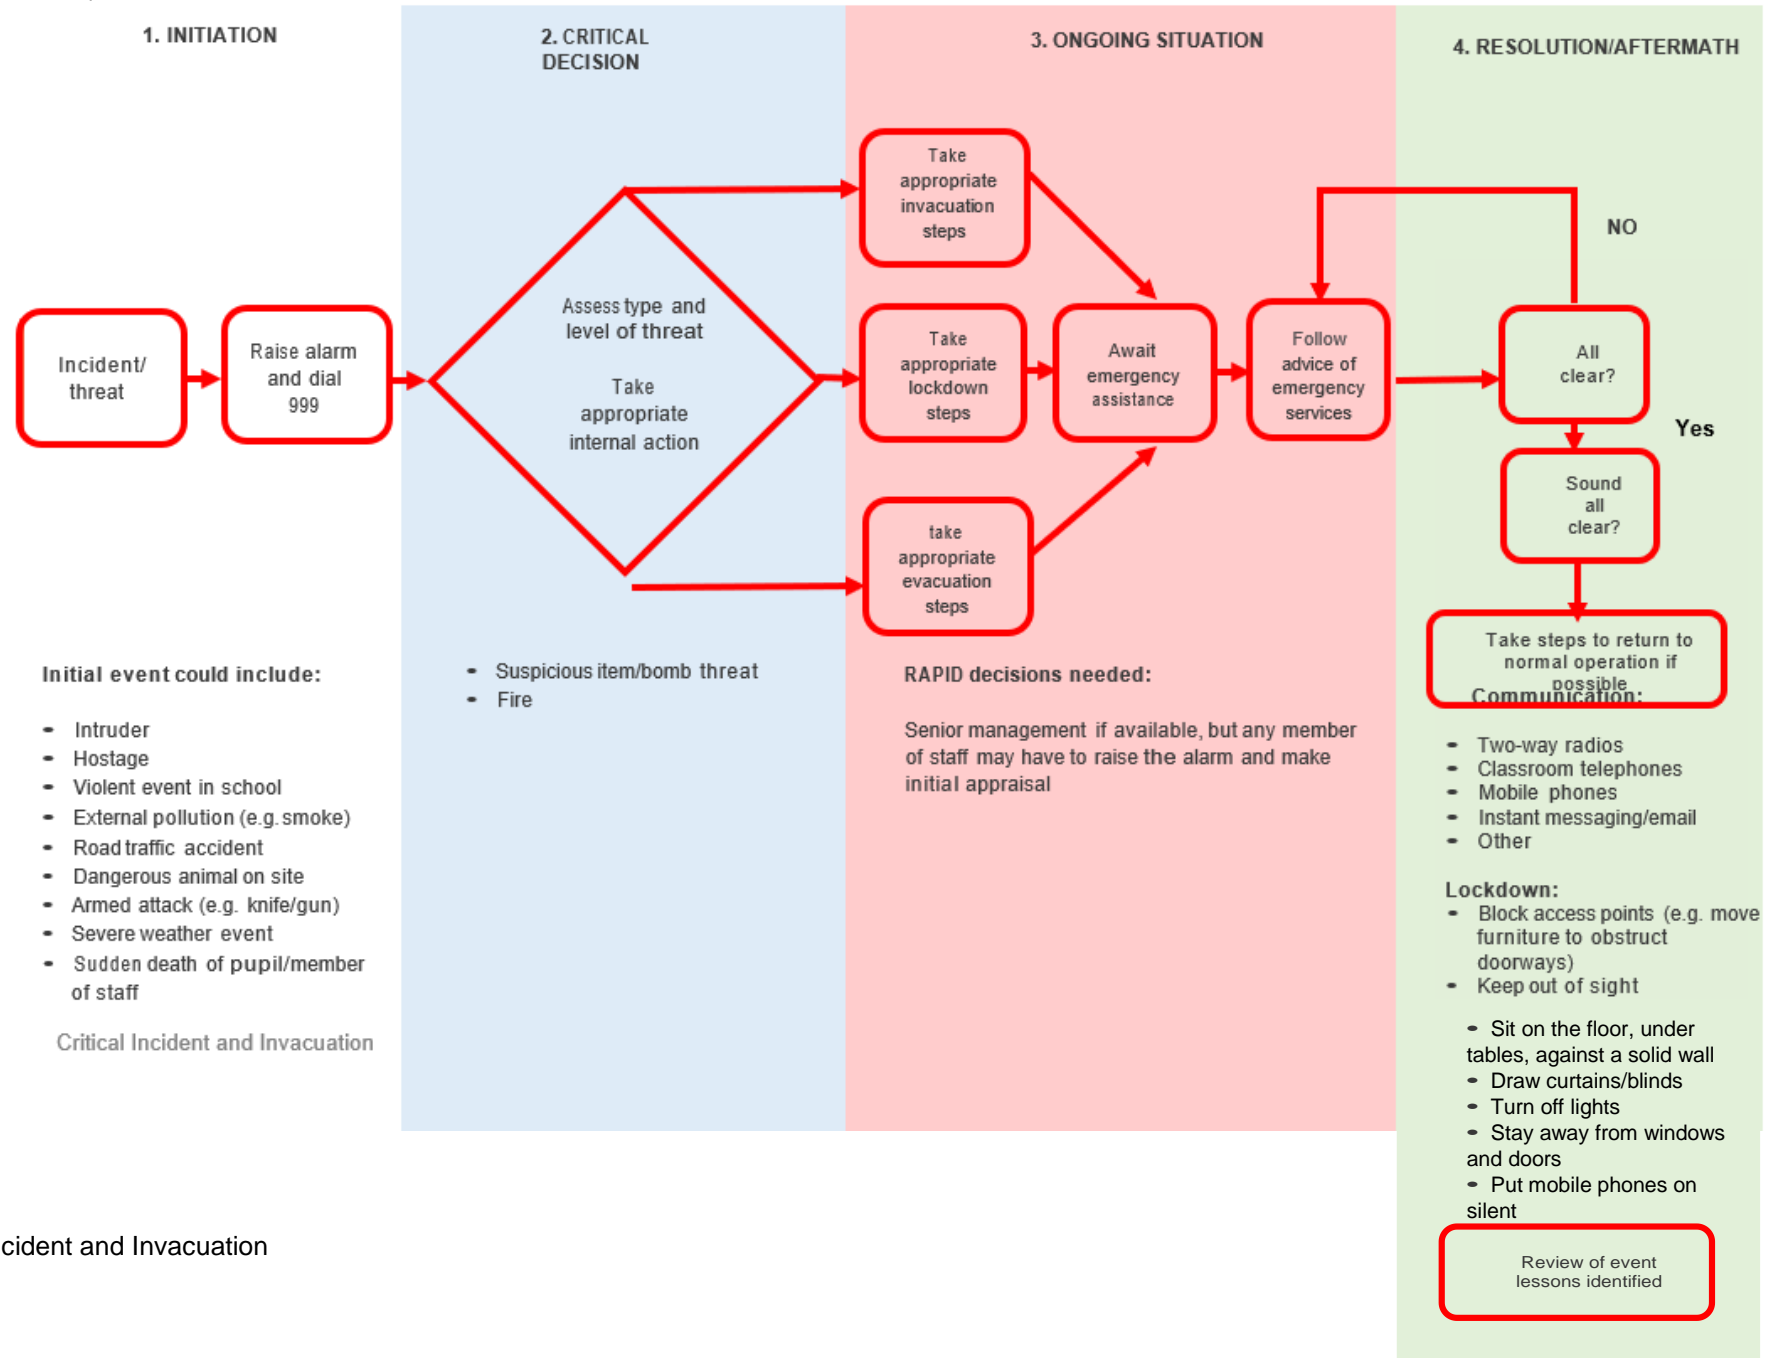 1. INITIATION
2. CRITICAL
DECISION
3. ONGOING SITUATION
4. RESOLUTION/AFTERMATH
Incident/
threat
Raise alarm
and dial
999
Assess type and
level of threat
Take
appropriate
internal action
Take
appropriate
invacuation
steps
Take
appropriate
lockdown
steps
take
appropriate
evacuation
steps
Await
emergency
assistance
Follow
advice of
emergency
services
NO
All
clear?
Yes
Sound
all
clear?
Take steps to return to
normal operation if
possible
Initial event could include:
- Intruder
- Hostage
- Violent event in school
- External pollution (e.g. smoke)
- Road traffic accident
- Dangerous animal on site
- Armed attack (e.g. knife/gun)
- Severe weather event
- Sudden death of pupil/member
of staff
Critical Incident and Invacuation
- Suspicious item/bomb threat
- Fire
RAPID decisions needed:
Senior management if available, but any member
of staff may have to raise the alarm and make
initial appraisal
Communication:
- Two-way radios
- Classroom telephones
- Mobile phones
- Instant messaging/email
- Other
Lockdown:
- Block access points (e.g. move
furniture to obstruct
doorways)
- Keep out of sight
- Sit on the floor, under
tables, against a solid wall
- Draw curtains/blinds
- Turn off lights
- Stay away from windows
and doors
- Put mobile phones on
silent
Review of event
lessons identified
cident and Invacuation